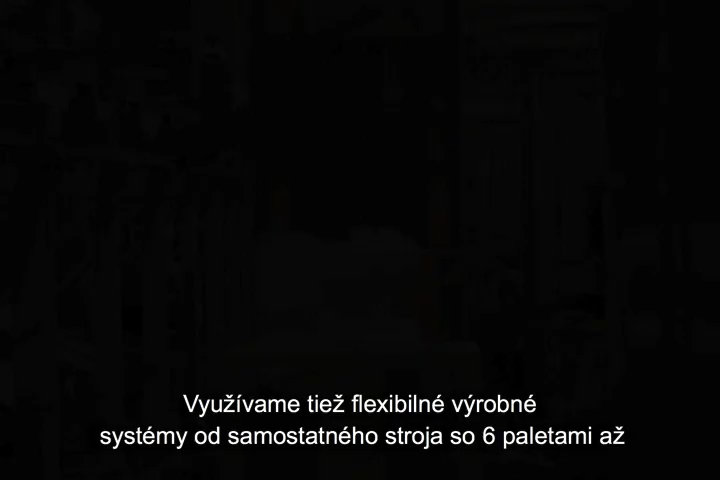 Využívame tiež flexibilné výrobné
systémy od samostatného stroja so 6 paletami až